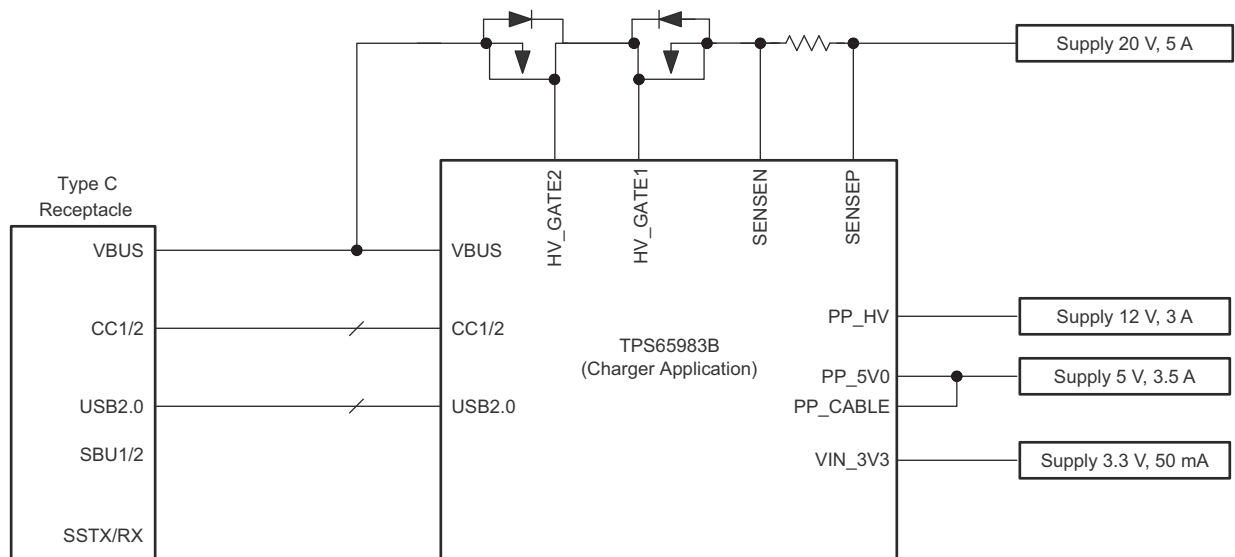 Supply 20 V, 5 A
HV_GATE2
HV_GATE1
SENSEN
SENSEP
Type C
Receptacle
VBUS
VBUS
CC1/2
CC1/2
USB2.0
USB2.0
SBU1/2
SSTX/RX
TPS65983B
(Charger Application)
PP_HV
Supply 12 V, 3 A
PP_5V0
Supply 5 V, 3.5 A
PP_CABLE
VIN_3V3
Supply 3.3 V, 50 mA